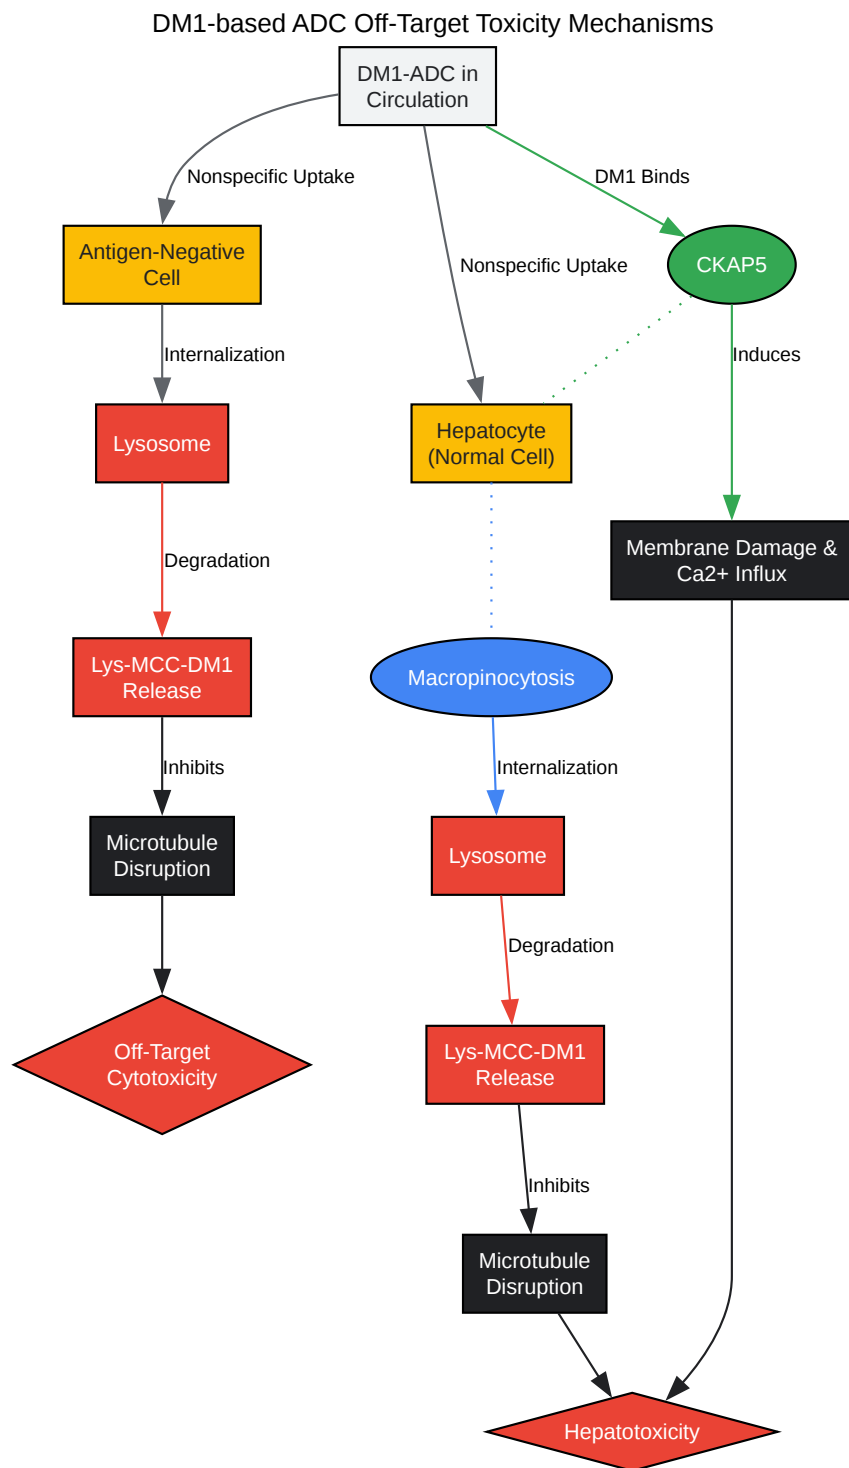 DM1-based ADC Off-Target Toxicity Mechanisms
DM1-ADC in
Circulation
Nonspecific Uptake
DM1 Binds
Antigen-Negative
Cell
Nonspecific Uptake
CKAP5
Internalization
Induces
Lysosome
Hepatocyte
(Normal Cell)
Degradation
Membrane Damage &
Ca2+ Influx
Lys-MCC-DM1
Release
Macropinocytosis
Inhibits
Internalization
Microtubule
Disruption
Lysosome
Degradation
Off-Target
Cytotoxicity
Lys-MCC-DM1
Release
Inhibits
Microtubule
Disruption
Hepatotoxicity